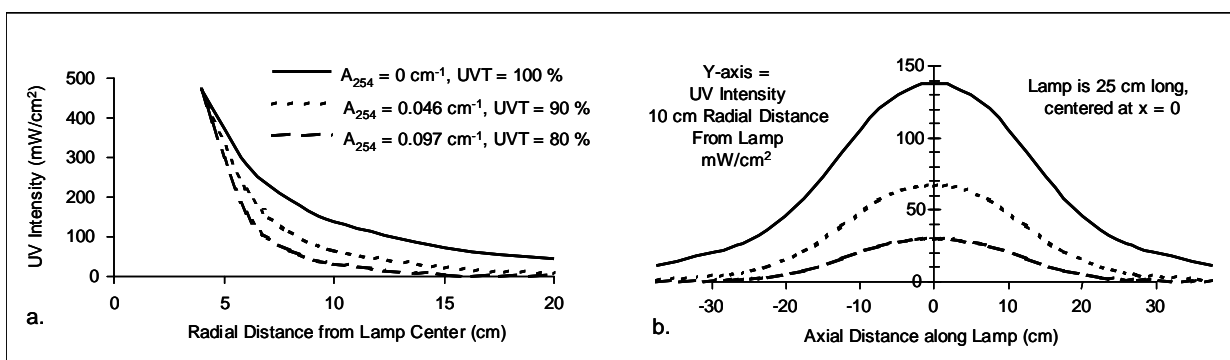 UV Intensity (mW/cm²)
500
400
300
200
100
0
A₂₅₄ = 0 cm⁻¹, UVT = 100 %
A₂₅₄ = 0.046 cm⁻¹, UVT = 90 %
A₂₅₄ = 0.097 cm⁻¹, UVT = 80 %
0 5 10 15 20
Radial Distance from Lamp Center (cm)
a.
Y-axis =
UV Intensity
10 cm Radial Distance
From Lamp
mW/cm²
150
100
50
0
Lamp is 25 cm long,
centered at x = 0
-30 -20 -10 0 10 20 30
Axial Distance along Lamp (cm)
b.